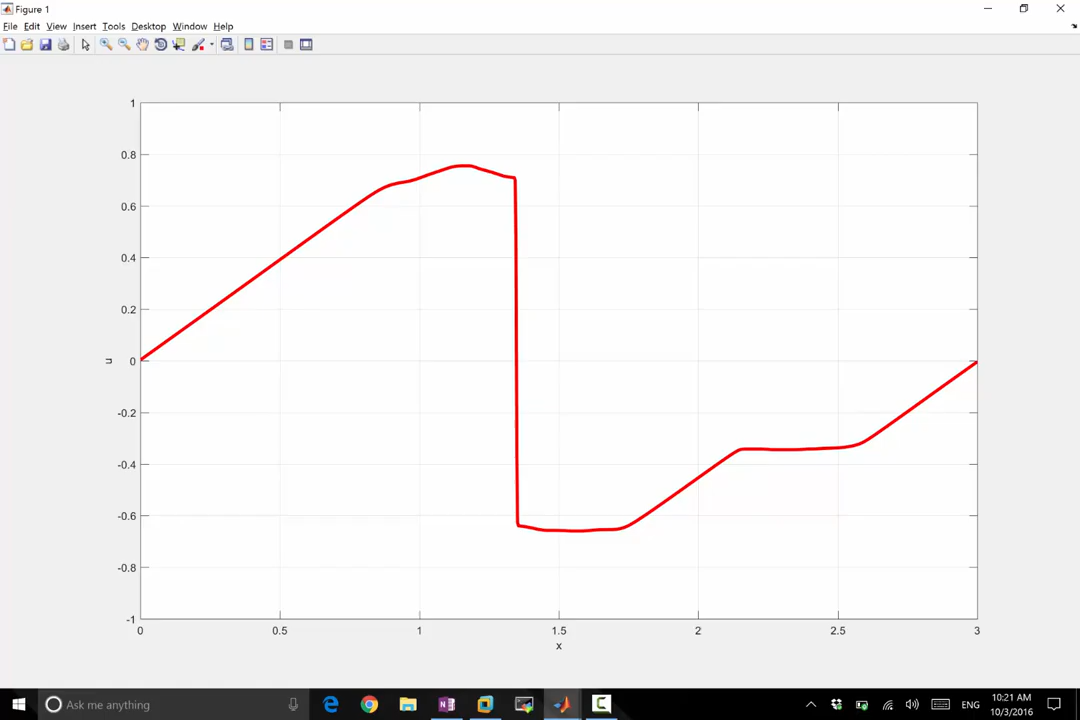 Figure 1
File Edit View Insert Tools Desktop Window Help
1
0.8
0.6
0.4
0.2
0
-0.2
-0.4
-0.6
-0.8
-1
u
0 0.5 1 1.5 2 2.5 3
x
Ask me anything
ENG
10:21 AM
10/3/2016